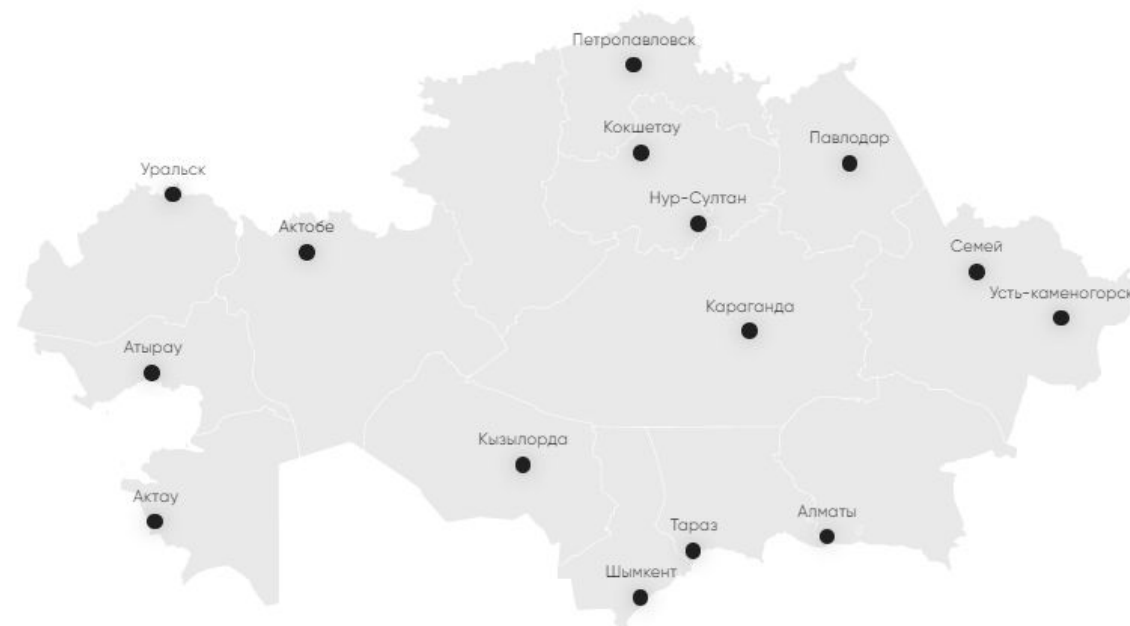 Петропавловск
Кокшетау
Павлодар
Уральск
Нур-Султан
Актобе
Семей
Усть-каменогорск
Караганда
Атырау
Кызылорда
Актау
Алматы
Тараз
Шымкент